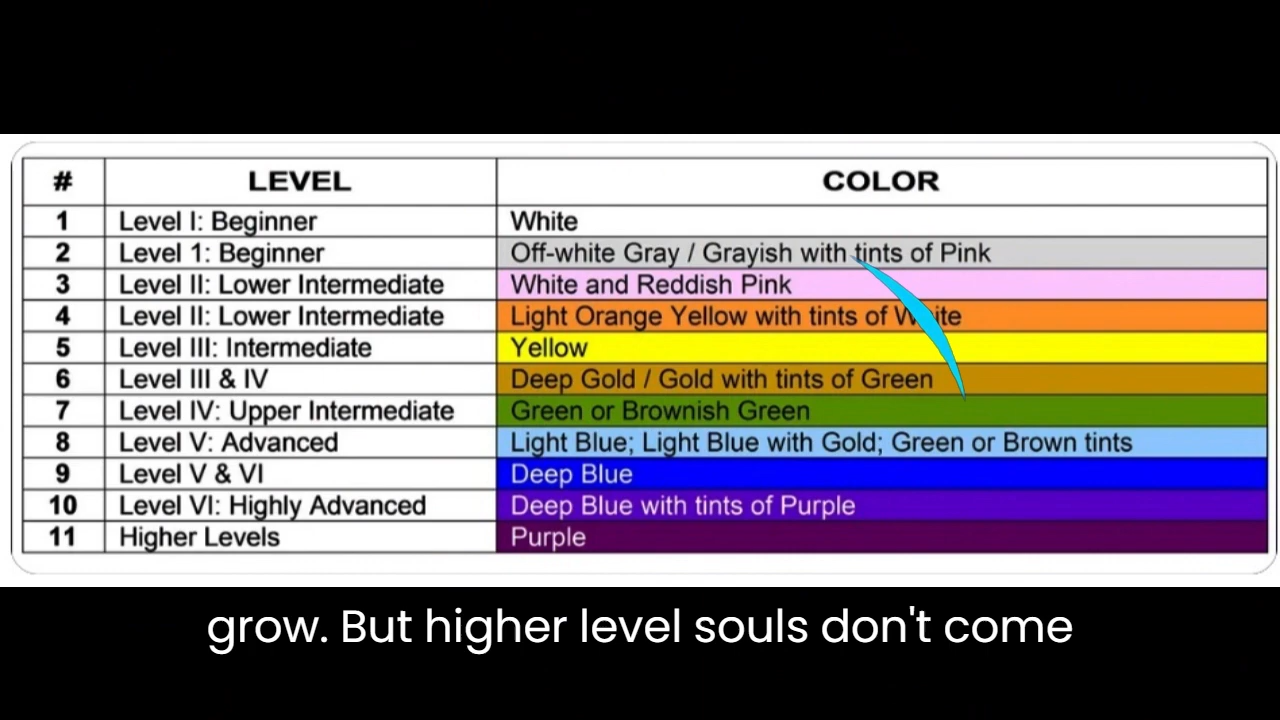 # LEVEL COLOR
1 Level I: Beginner White
2 Level 1: Beginner Off-white Gray / Grayish with tints of Pink
3 Level II: Lower Intermediate White and Reddish Pink
4 Level II: Lower Intermediate Light Orange Yellow with tints of White
5 Level III: Intermediate Yellow
6 Level III & IV Deep Gold / Gold with tints of Green
7 Level IV: Upper Intermediate Green or Brownish Green
8 Level V: Advanced Light Blue; Light Blue with Gold; Green or Brown tints
9 Level V & VI Deep Blue
10 Level VI: Highly Advanced Deep Blue with tints of Purple
11 Higher Levels Purple
grow. But higher level souls don't come